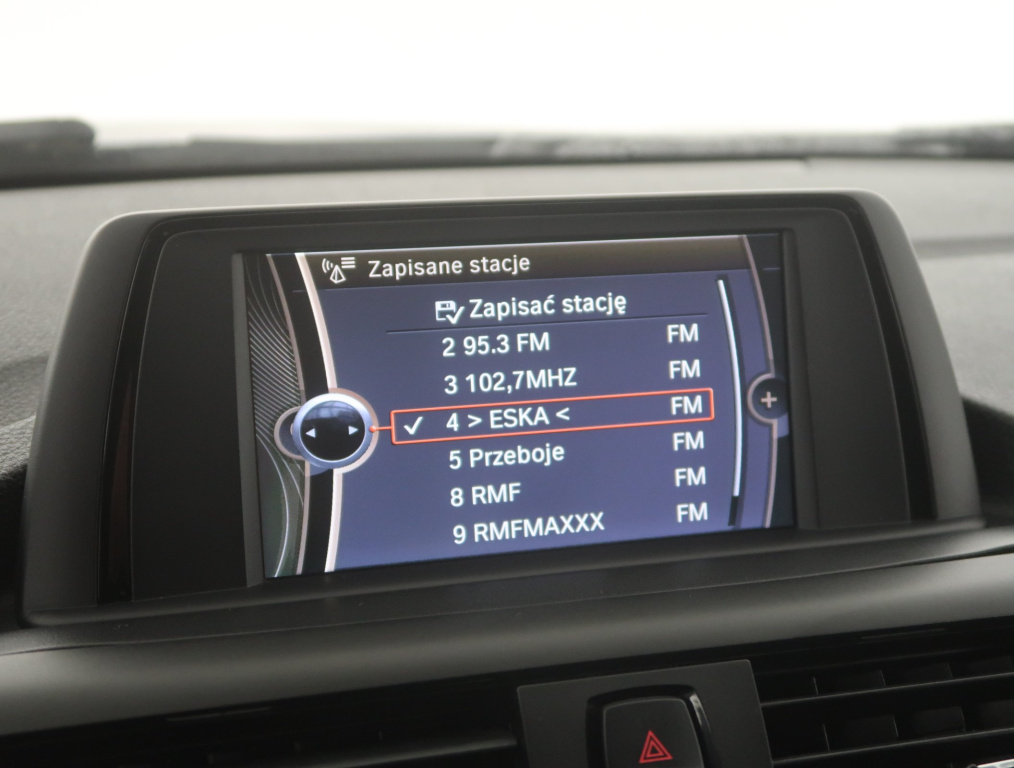 Zapisane stacje
Zapisać stację
2 95.3 FM FM
3 102,7MHZ FM
4 > ESKA < FM
5 Przeboje FM
8 RMF FM
9 RMFMAXXX FM